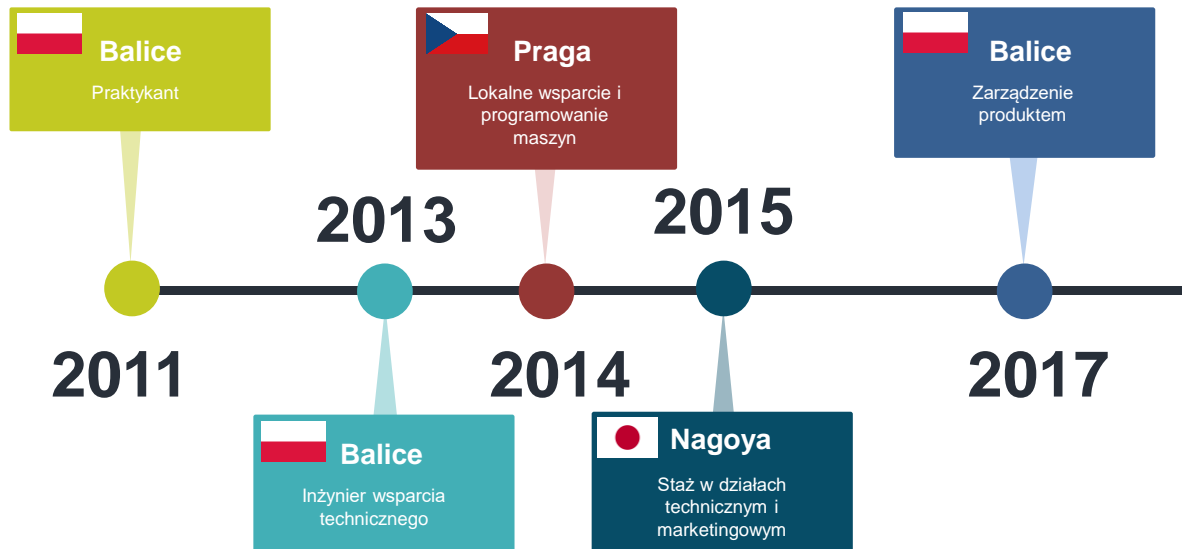 Balice
Praktykant
2011
2013
Balice
Inżynier wsparcia
technicznego
Praga
Lokalne wsparcie i
programowanie
maszyn
2014
2015
Nagoya
Staż w działach
technicznym i
marketingowym
Balice
Zarządzenie
produktem
2017